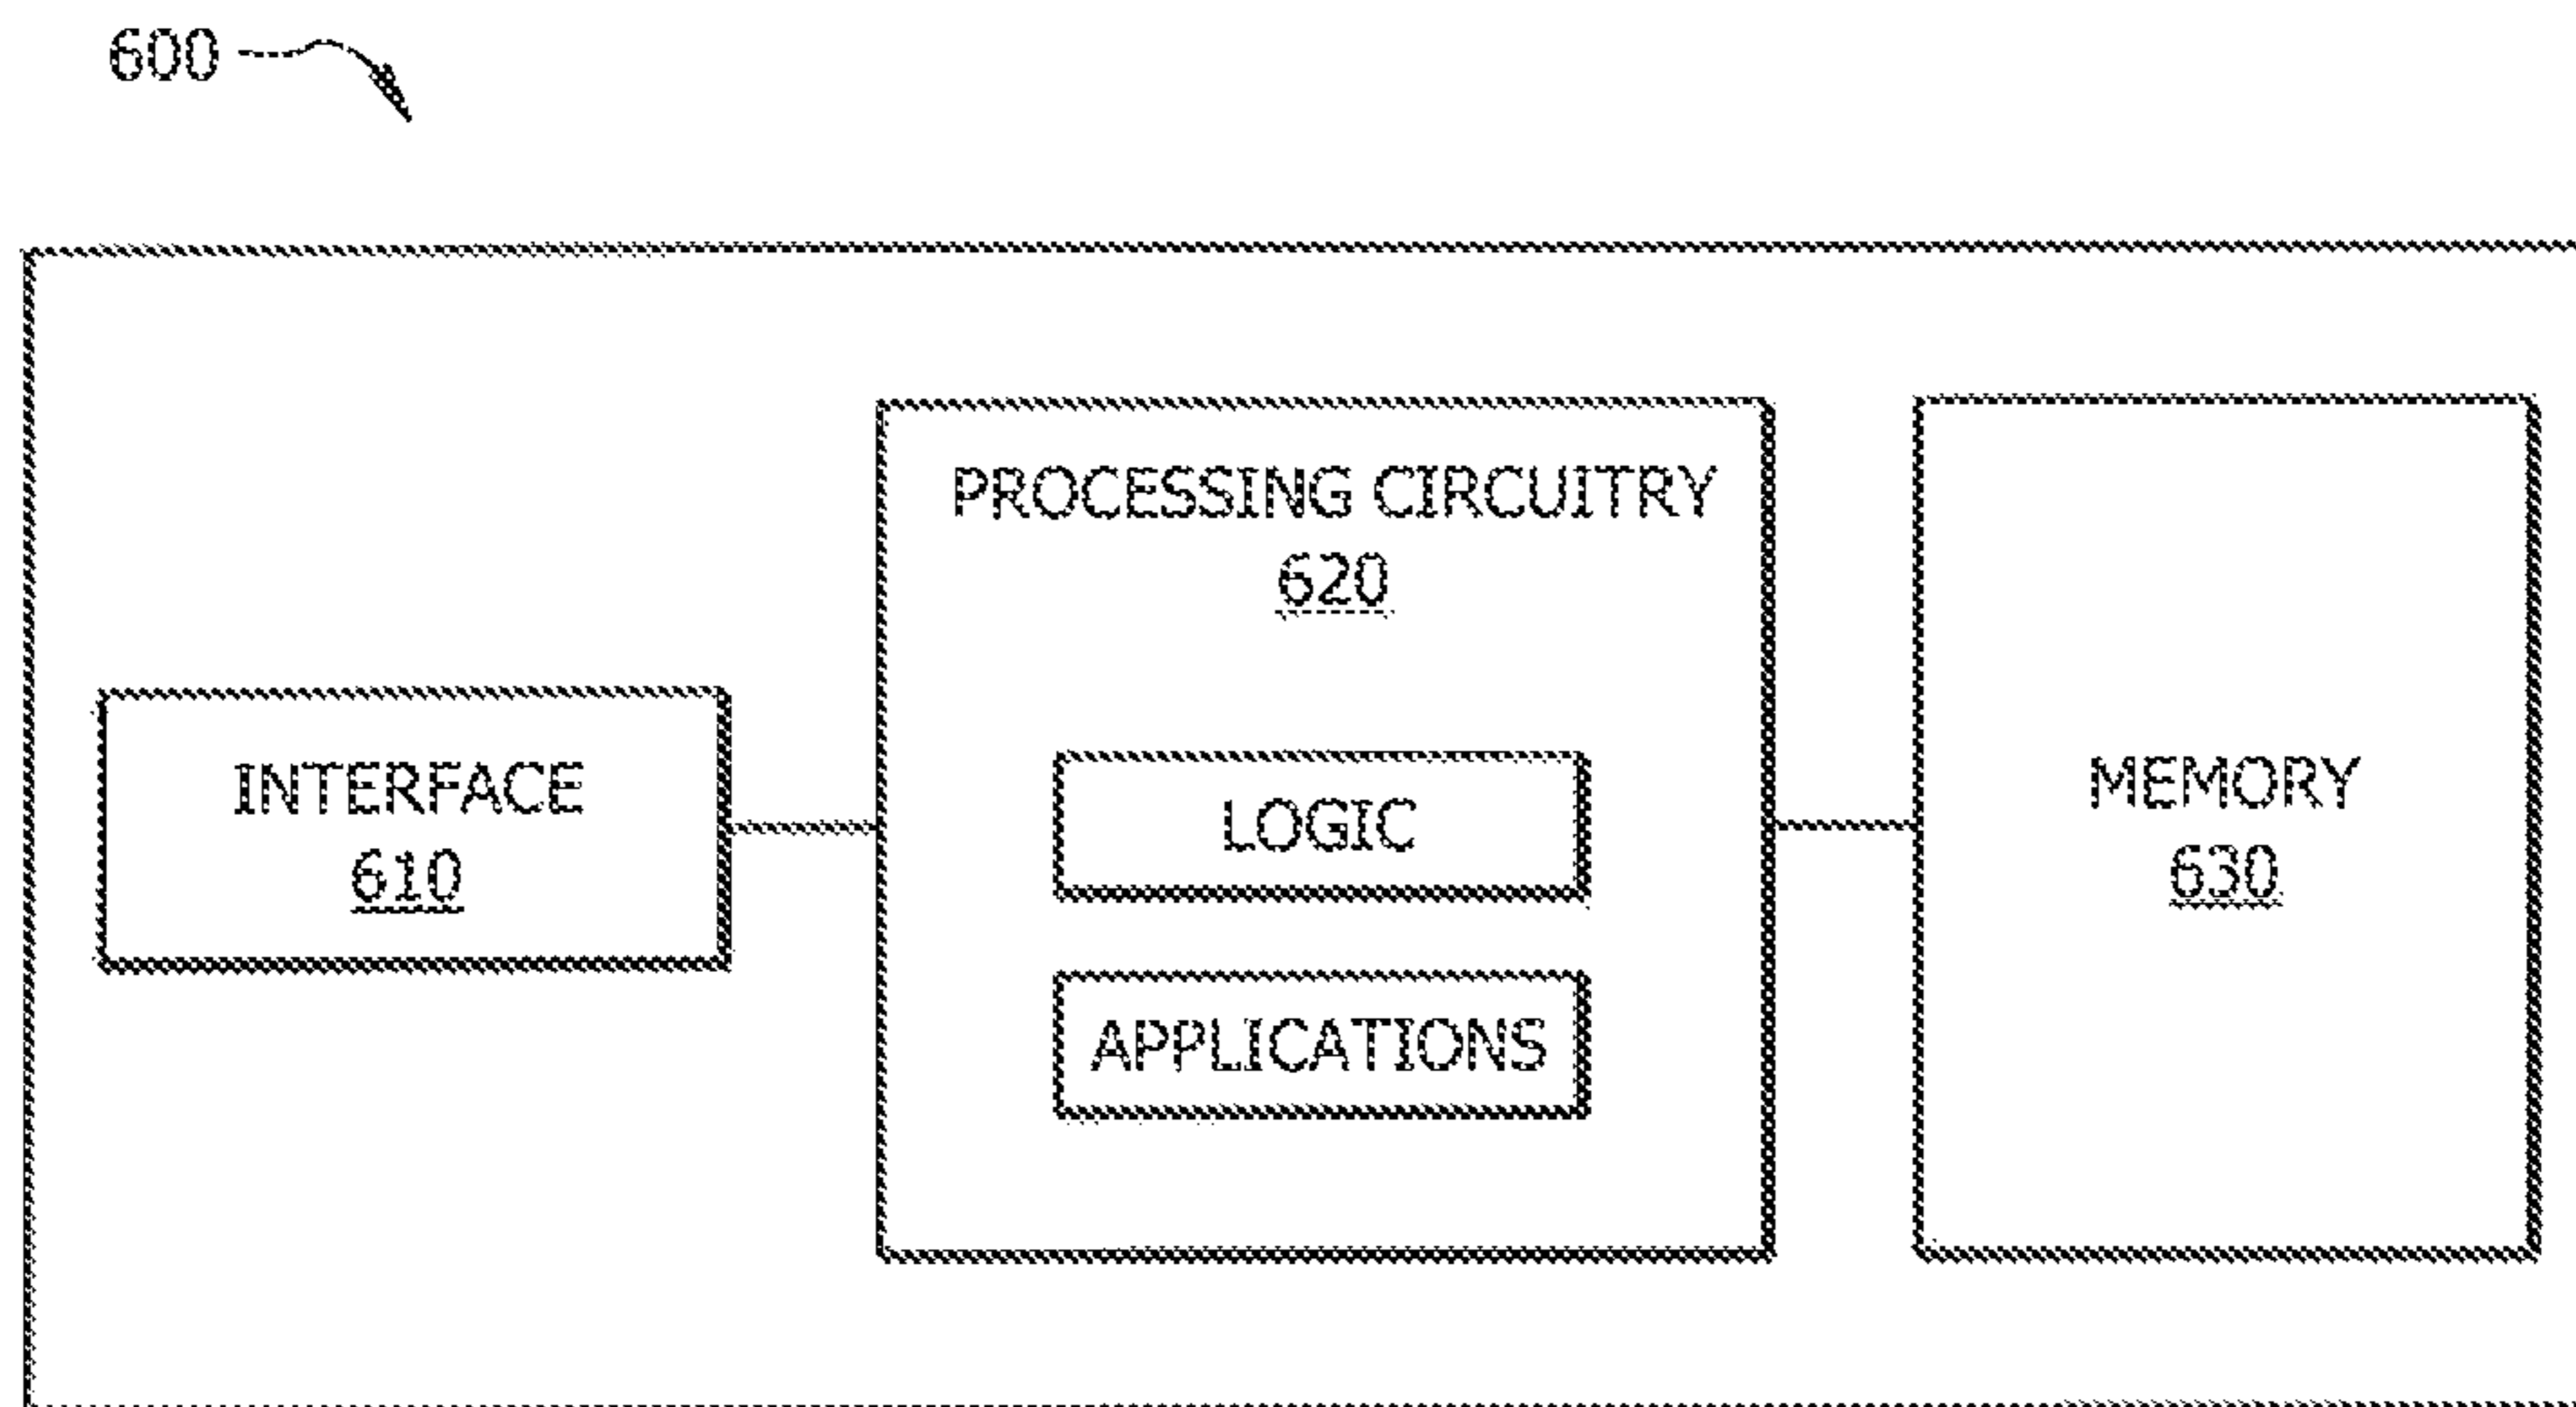 600
PROCESSING CIRCUITRY
620
INTERFACE
610
LOGIC
APPLICATIONS
MEMORY
630